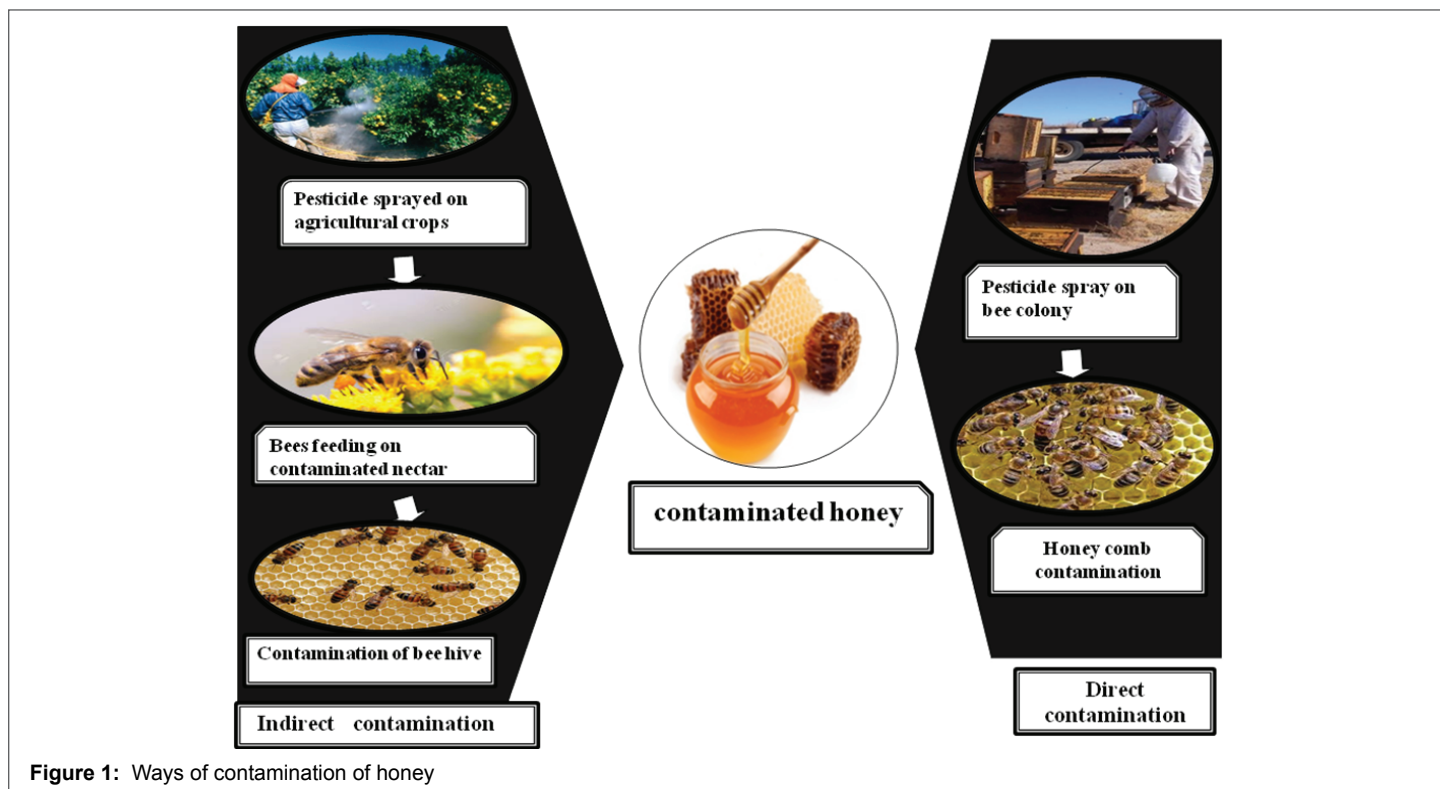 Pesticide sprayed on
agricultural crops
Bees feeding on
contaminated nectar
Contamination of bee hive
Indirect contamination
contaminated honey
Pesticide spray on
bee colony
Honey comb
contamination
Direct
contamination
Figure 1: Ways of contamination of honey